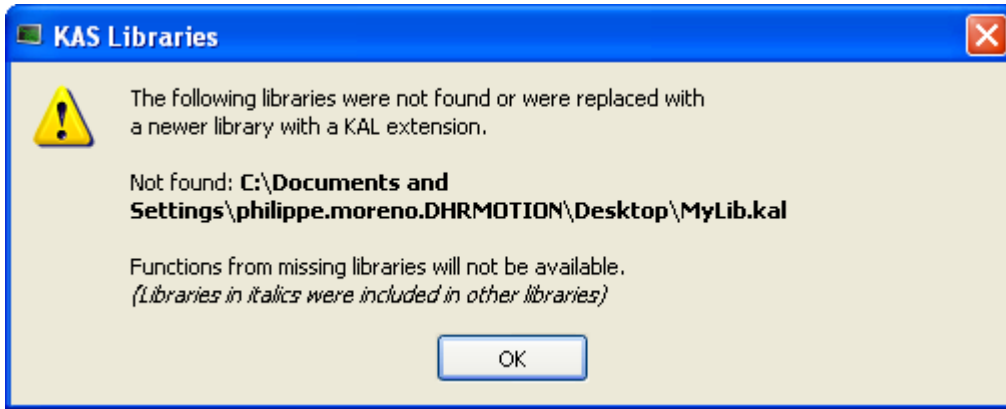 KAS Libraries
The following libraries were not found or were replaced with
a newer library with a KAL extension.
Not found: C:\Documents and
Settings\philippe.moreno.DHRMOTION\Desktop\MyLib.kal
Functions from missing libraries will not be available.
(Libraries in italics were included in other libraries)
OK